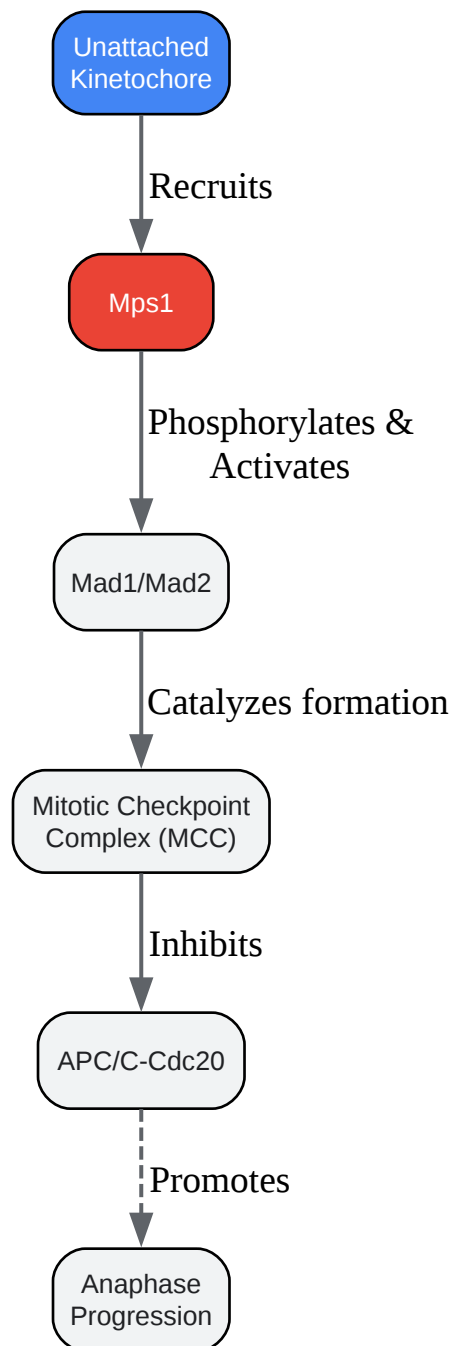 Unattached
Kinetochore
Recruits
Mps1
Phosphorylates &
Activates
Mad1/Mad2
Catalyzes formation
Mitotic Checkpoint
Complex (MCC)
Inhibits
APC/C-Cdc20
Promotes
Anaphase
Progression